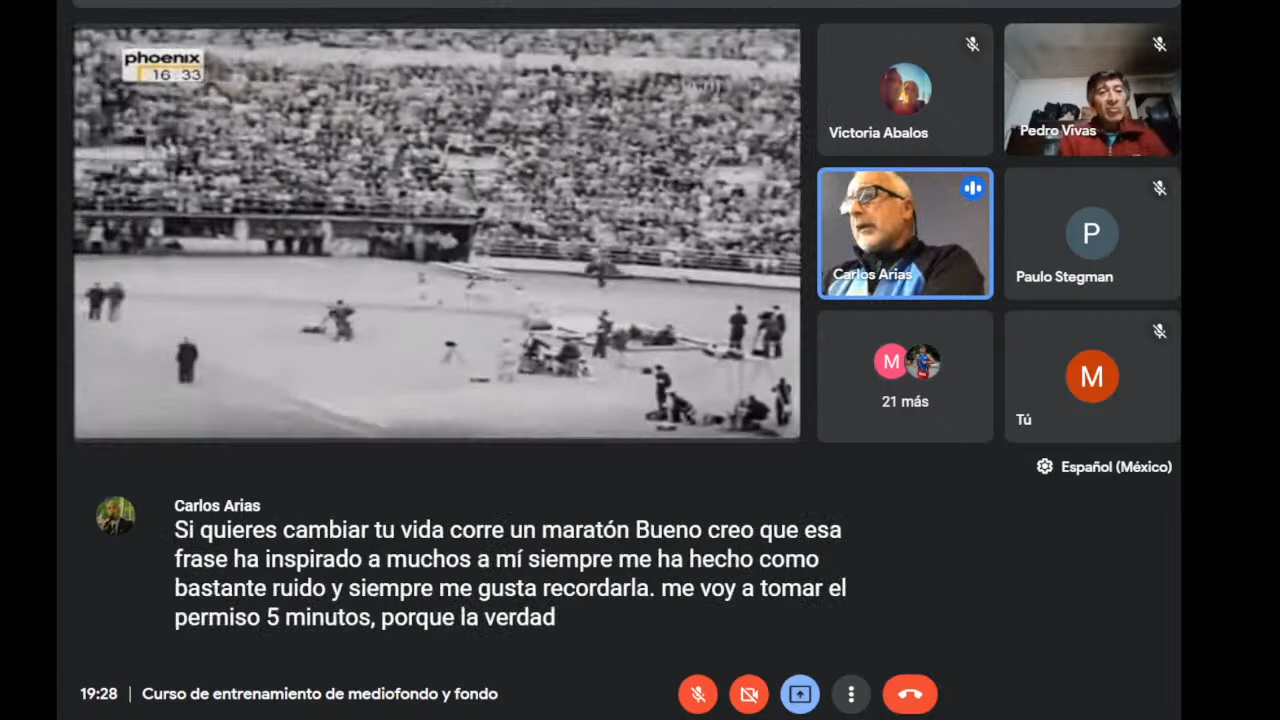 phoenix
16 33
Victoria Abalos
Pedro Vivas
Carlos Arias
P
Paulo Stegman
M
21 más
M
Tú
Español (México)
Carlos Arias
Si quieres cambiar tu vida corre un maratón Bueno creo que esa
frase ha inspirado a muchos a mí siempre me ha hecho como
bastante ruido y siempre me gusta recordarla. me voy a tomar el
permiso 5 minutos, porque la verdad
19:28 | Curso de entrenamiento de mediofondo y fondo